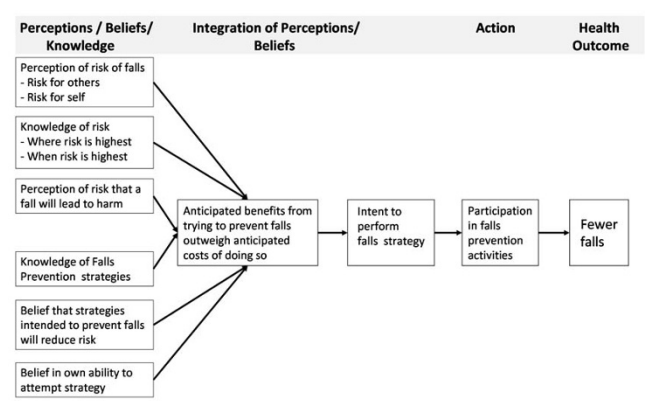 Perceptions / Beliefs/
Knowledge
Integration of Perceptions/
Beliefs
Action
Health
Outcome
Perception of risk of falls
- Risk for others
- Risk for self
Knowledge of risk
- Where risk is highest
- When risk is highest
Perception of risk that a
fall will lead to harm
Knowledge of Falls
Prevention strategies
Belief that strategies
intended to prevent falls
will reduce risk
Belief in own ability to
attempt strategy
Anticipated benefits from
trying to prevent falls
outweigh anticipated
costs of doing so
Intent to
perform
falls strategy
Participation
in falls
prevention
activities
Fewer
falls